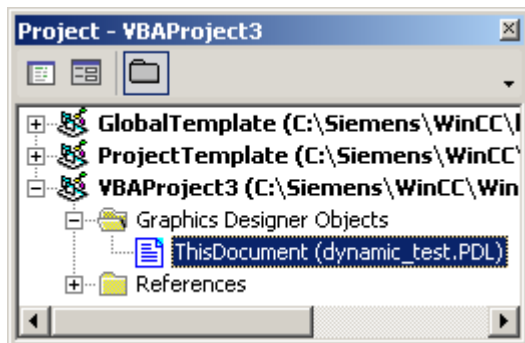 Project - VBAProject3
GlobalTemplate (C:\Siemens\WinCC\
ProjectTemplate (C:\Siemens\WinCC
VBAProject3 (C:\Siemens\WinCC\Win
Graphics Designer Objects
ThisDocument (dynamic_test.PDL)
References